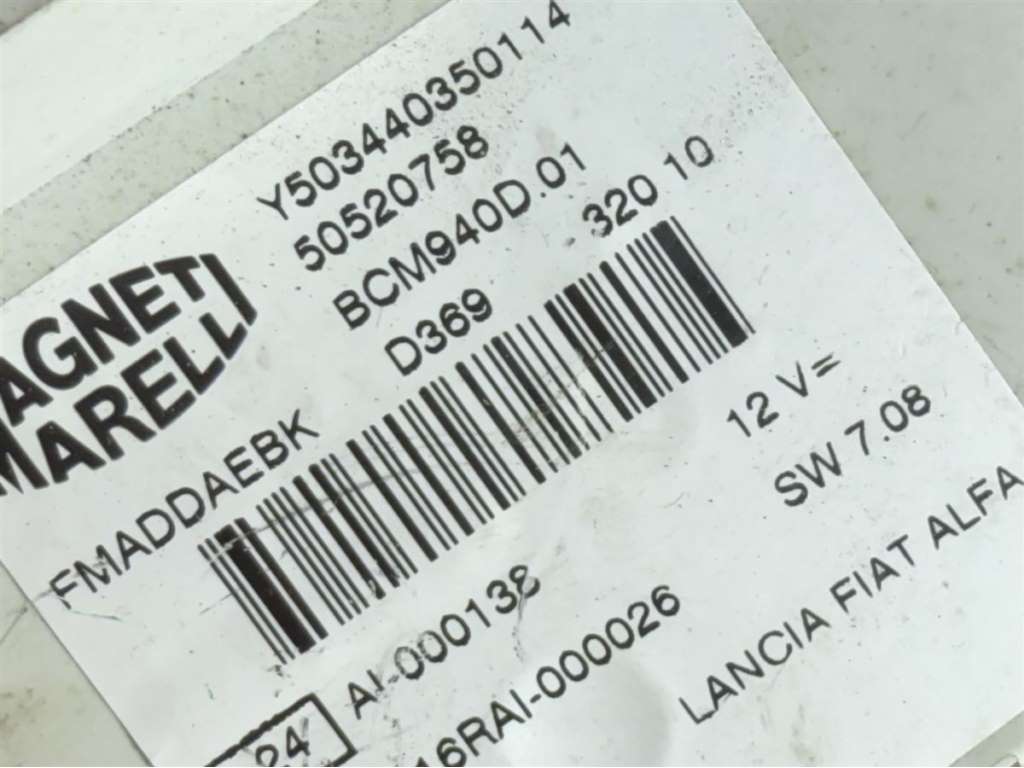 Y503440350114
50520758
BCM940D.01
D369
320 10
AGNETI
MARELLI
FMADDAEBK
12 V=
SW 7.08
AI-000138
16RAI-000026
LANCIA FIAT ALFA
24